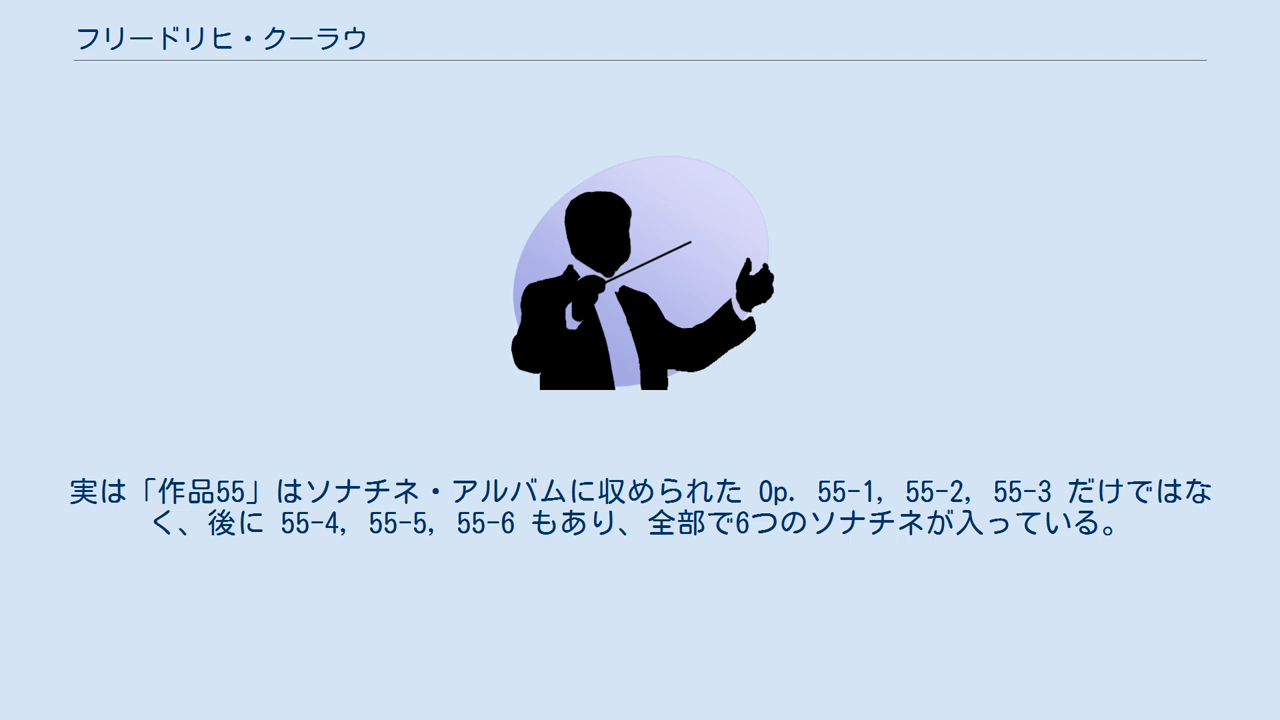 フリードリヒ・クーラウ
実は「作品55」はソナチネ・アルバムに収められた Op. 55-1, 55-2, 55-3 だけではな
く、後に 55-4, 55-5, 55-6 もあり、全部で6つのソナチネが入っている。